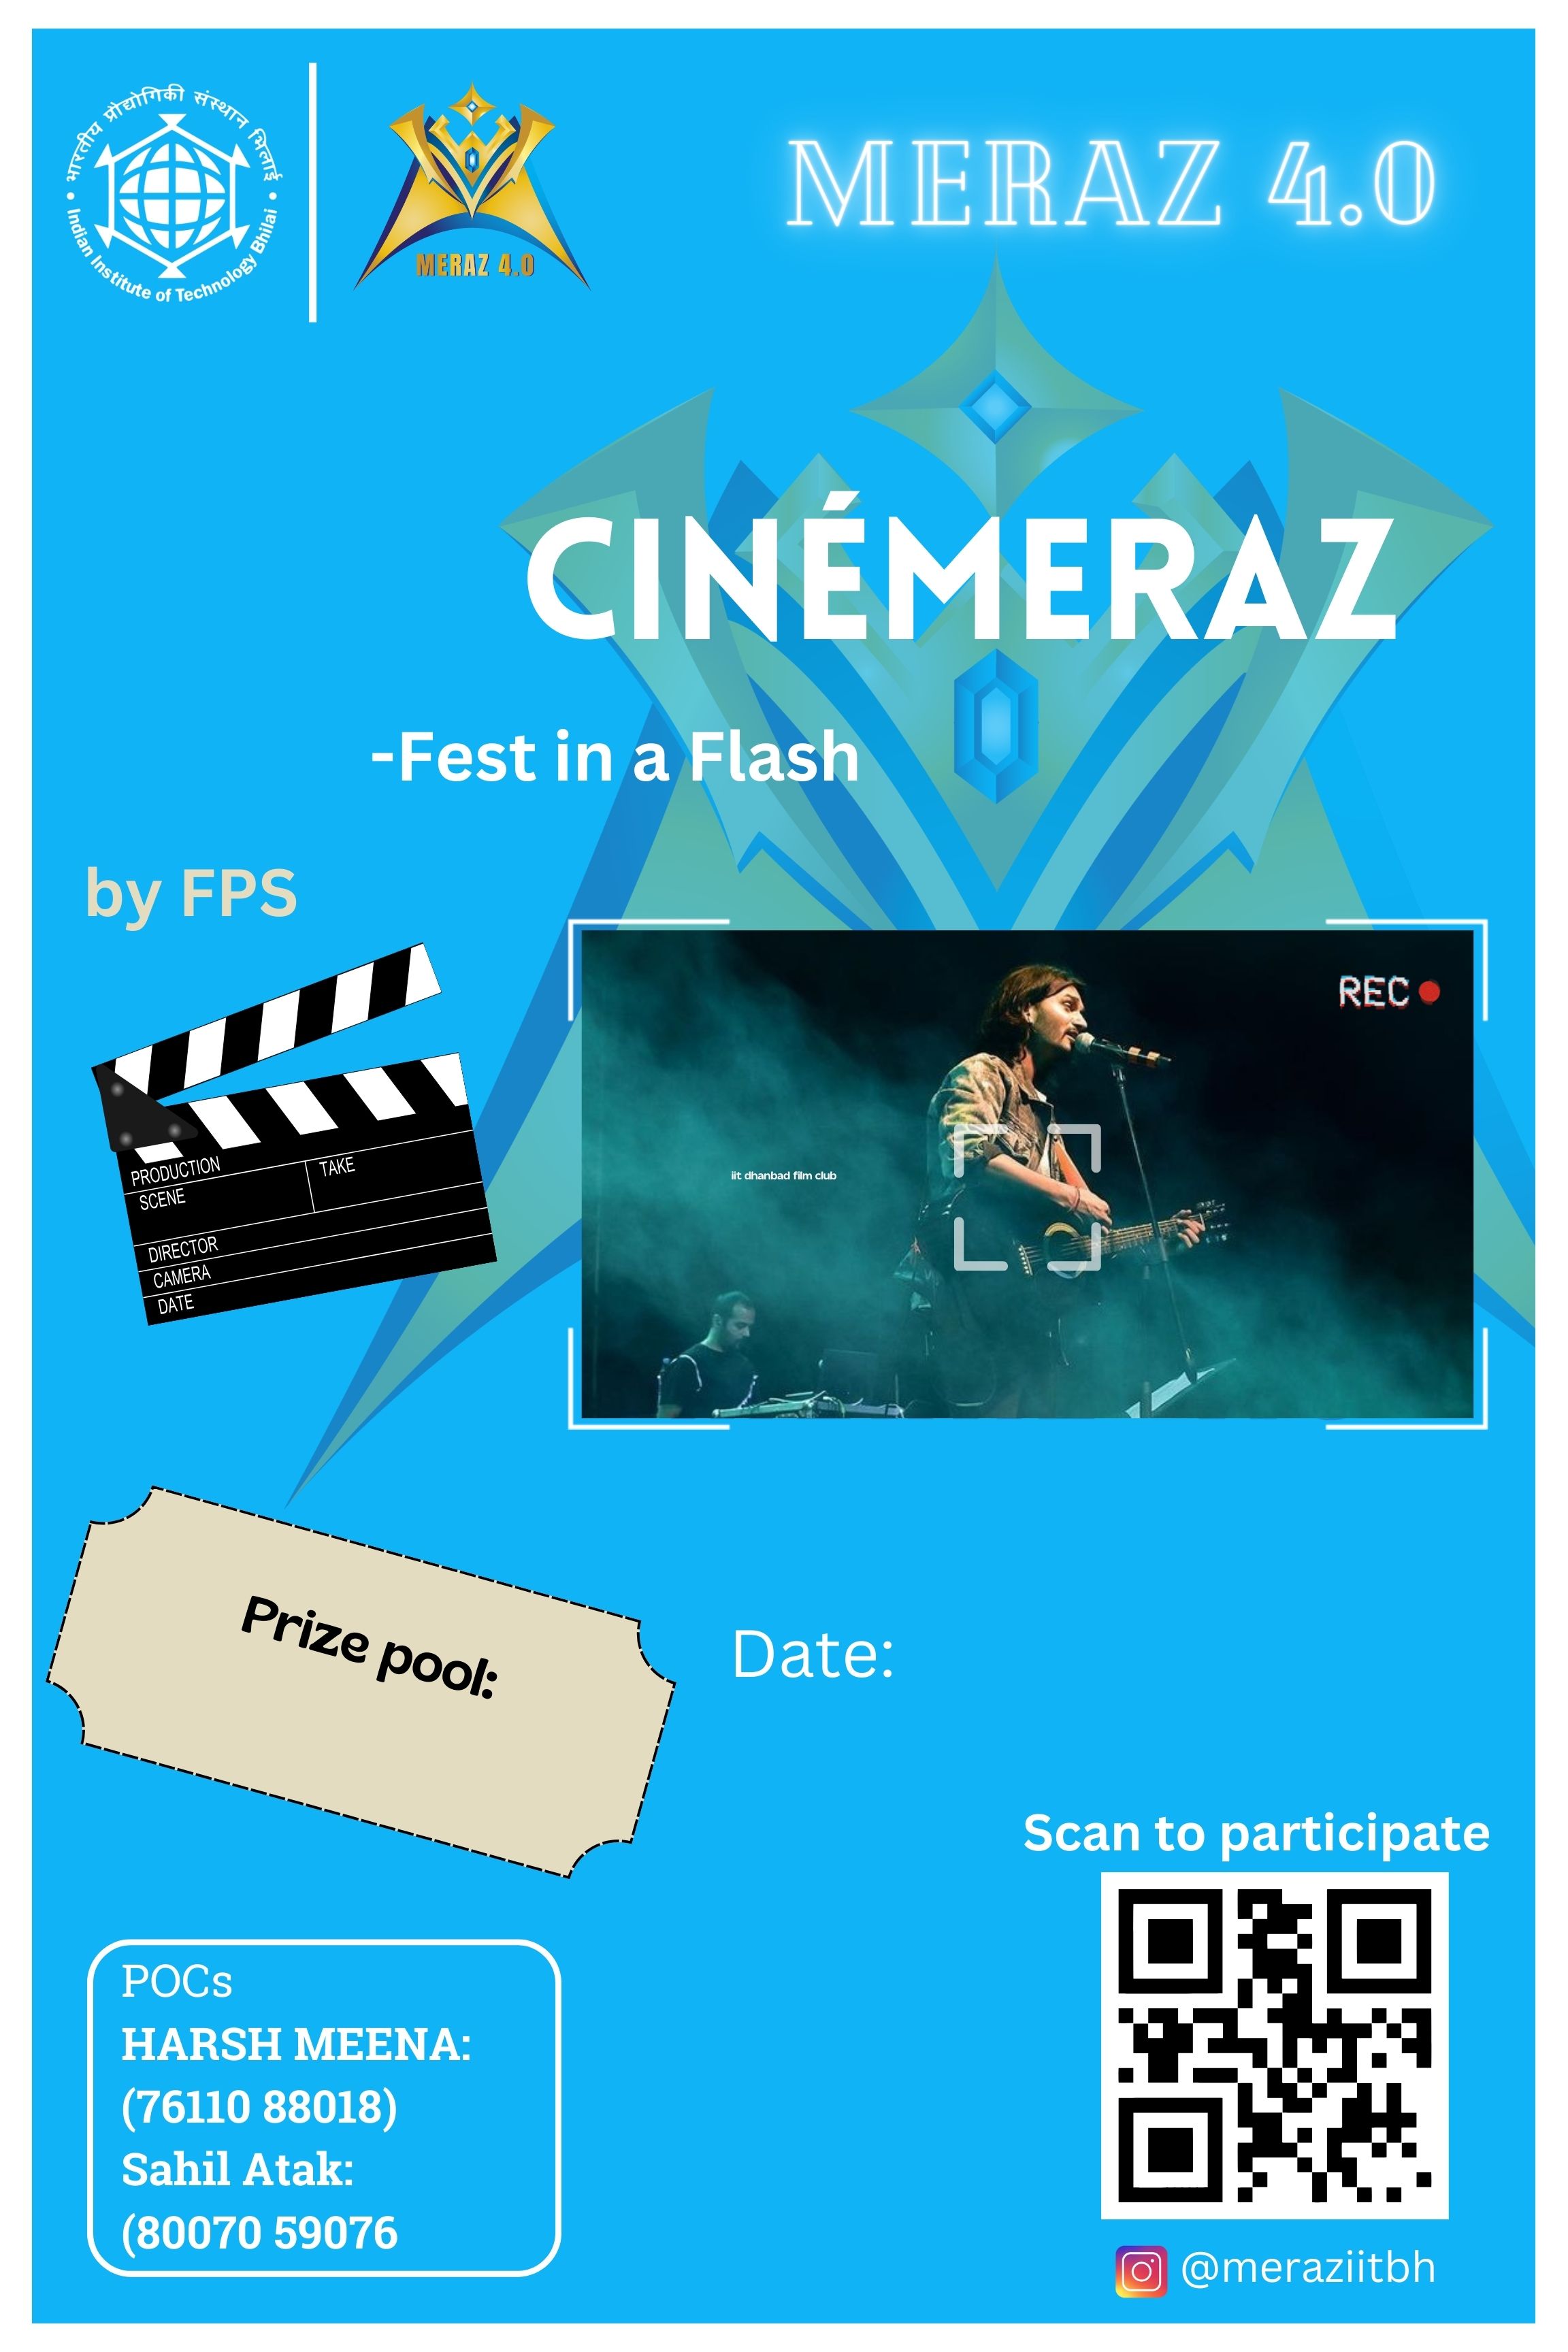 भारतीय प्रौद्योगिकी संस्थान भिलाई
Indian Institute of Technology Bhilai
MERAZ 4.0
MERAZ 4.0
CINÉMERAZ
-Fest in a Flash
by FPS
REC
iit dhanbad film club
PRODUCTION
SCENE
TAKE
DIRECTOR
CAMERA
DATE
Prize pool:
Date:
Scan to participate
POCs
HARSH MEENA:
(76110 88018)
Sahil Atak:
(80070 59076
@meraziitbh